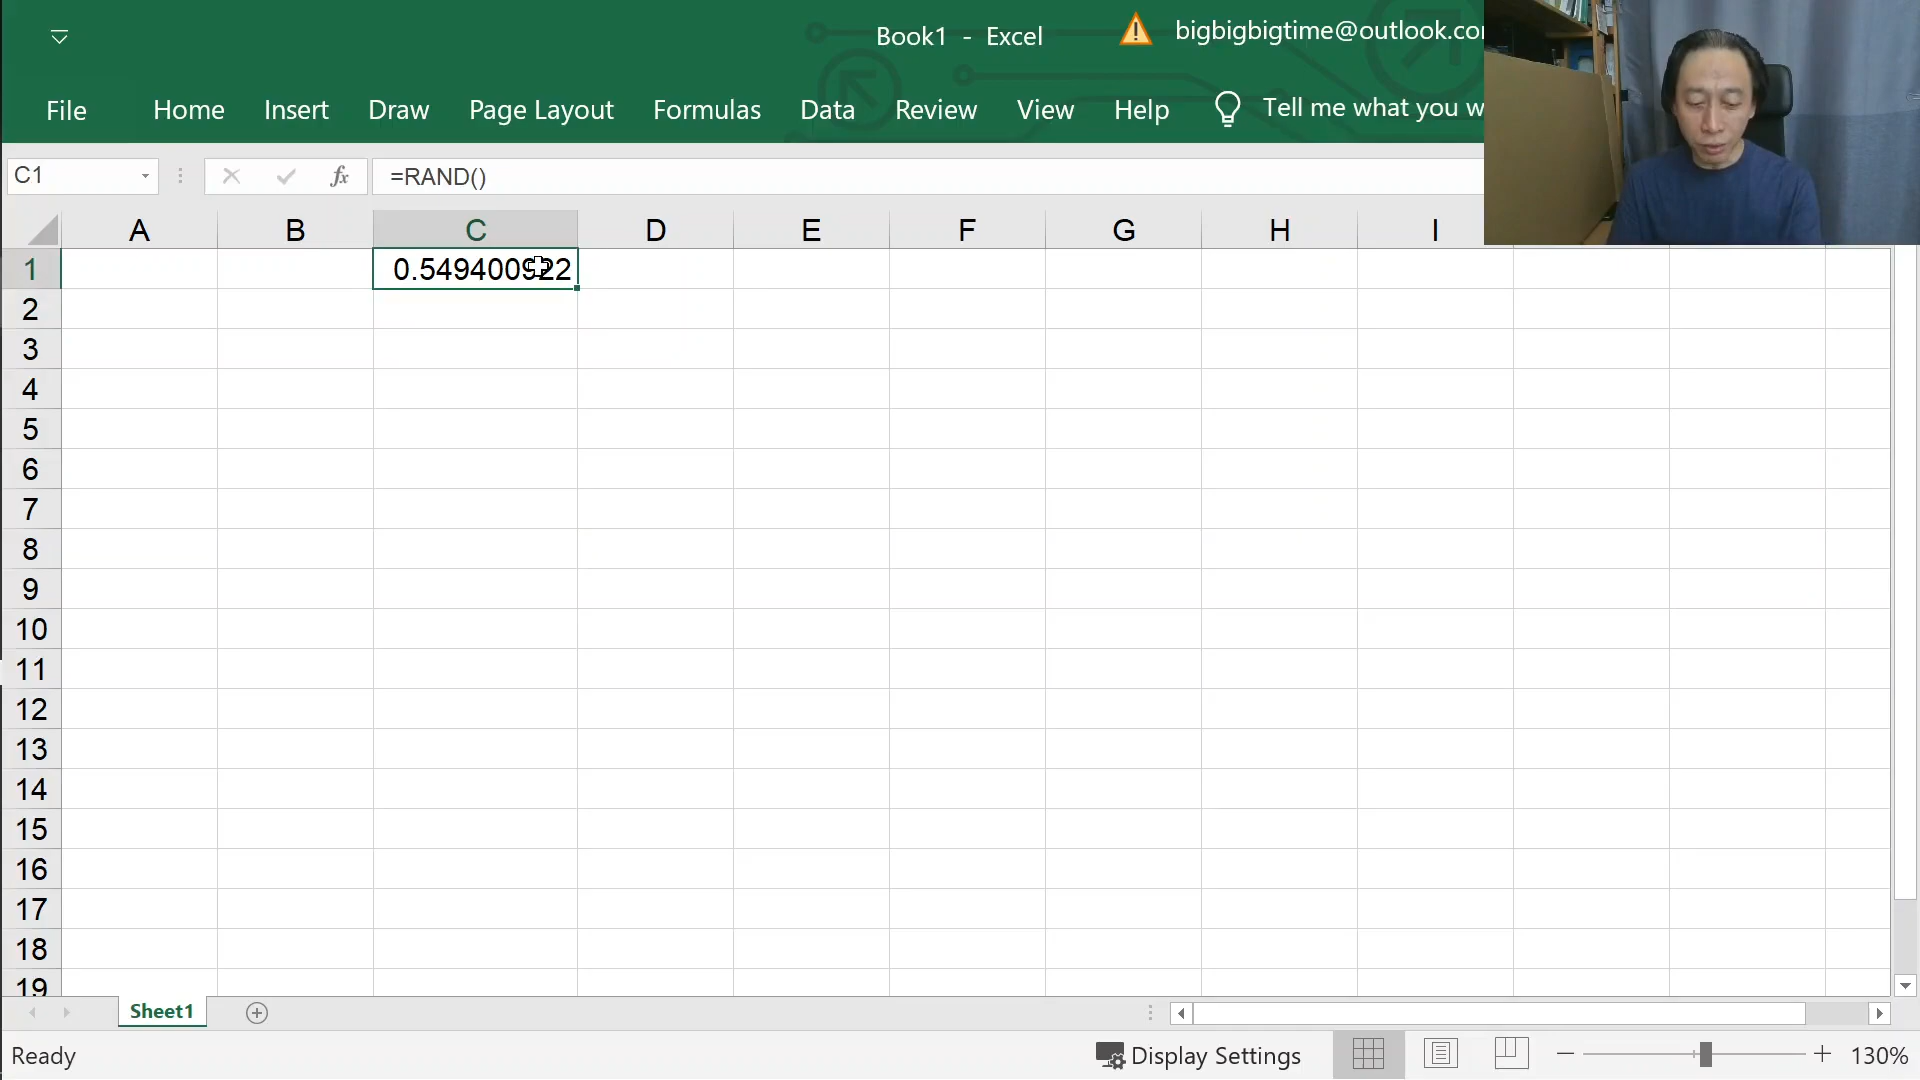 Book1 - Excel
bigbigbigtime@outlook.co
File Home Insert Draw Page Layout Formulas Data Review View Help Tell me what you w
C1 fx =RAND()
A B C D E F G H I
1 0.549400922
2
3
4
5
6
7
8
9
10
11
12
13
14
15
16
17
18
19
Sheet1
Ready Display Settings 130%